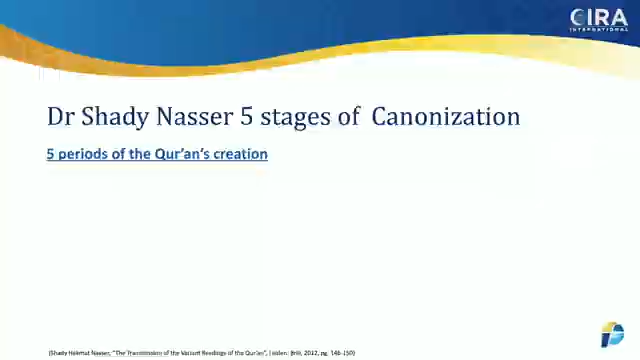 CIRA
INTERNATIONAL
Dr Shady Nasser 5 stages of Canonization
5 periods of the Qur'an's creation
(Shady Hekmat Nasser, "The Transmission of the Variant Readings of the Qur'an", Leiden: Brill, 2012, pg. 146-150)